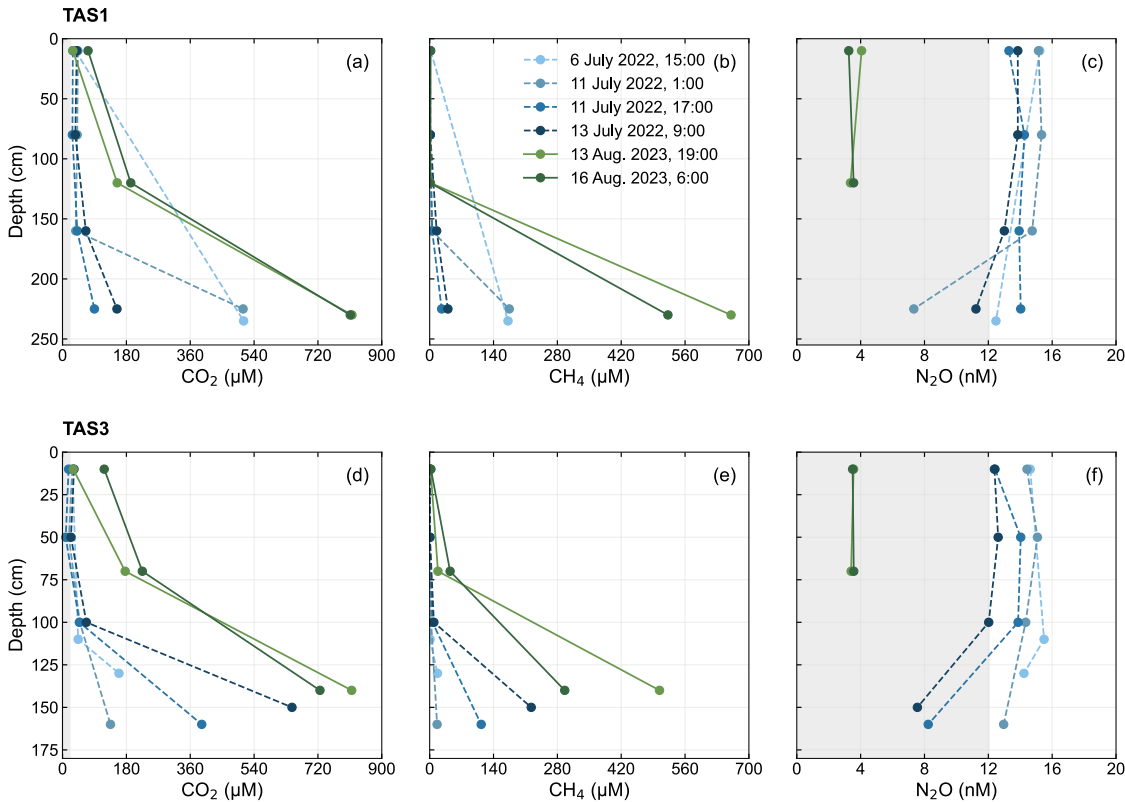 TAS1
(a)
(b)
(c)
6 July 2022, 15:00
11 July 2022, 1:00
11 July 2022, 17:00
13 July 2022, 9:00
13 Aug. 2023, 19:00
16 Aug. 2023, 6:00
0
50
100
150
200
250
Depth (cm)
0 180 360 540 720 900
0 140 280 420 560 700
0 4 8 12 16 20
CO₂ (μM)
CH₄ (μM)
N₂O (nM)
TAS3
(d)
(e)
(f)
0
25
50
75
100
125
150
175
Depth (cm)
0 180 360 540 720 900
0 140 280 420 560 700
0 4 8 12 16 20
CO₂ (μM)
CH₄ (μM)
N₂O (nM)